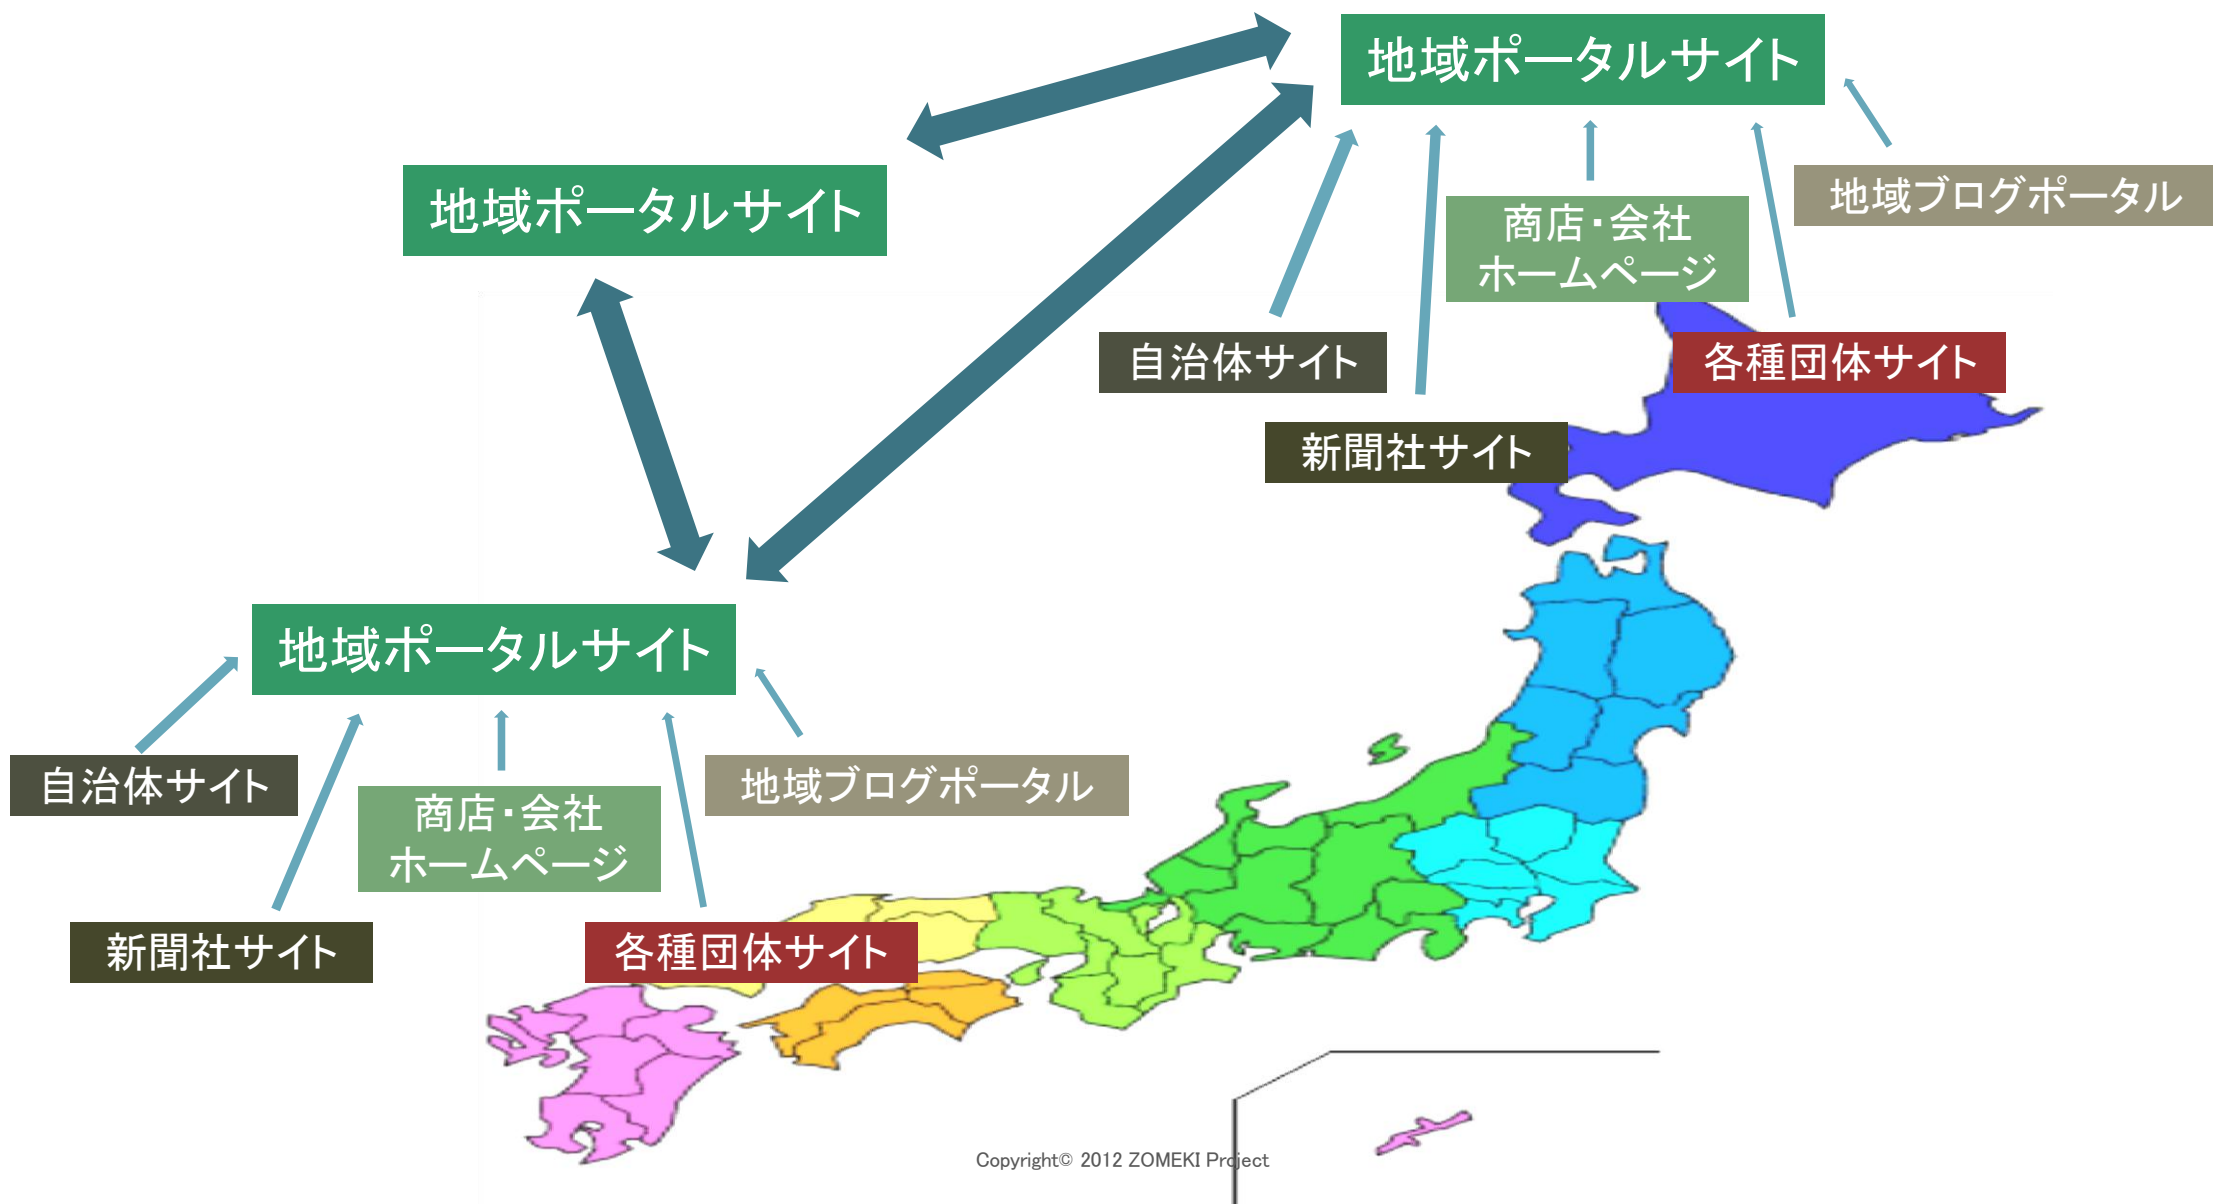 地域ポータルサイト
地域ポータルサイト
地域ブログポータル
商店・会社
ホームページ
自治体サイト
各種団体サイト
新聞社サイト
地域ポータルサイト
自治体サイト
地域ブログポータル
商店・会社
ホームページ
新聞社サイト
各種団体サイト
Copyright© 2012 ZOMEKI Project